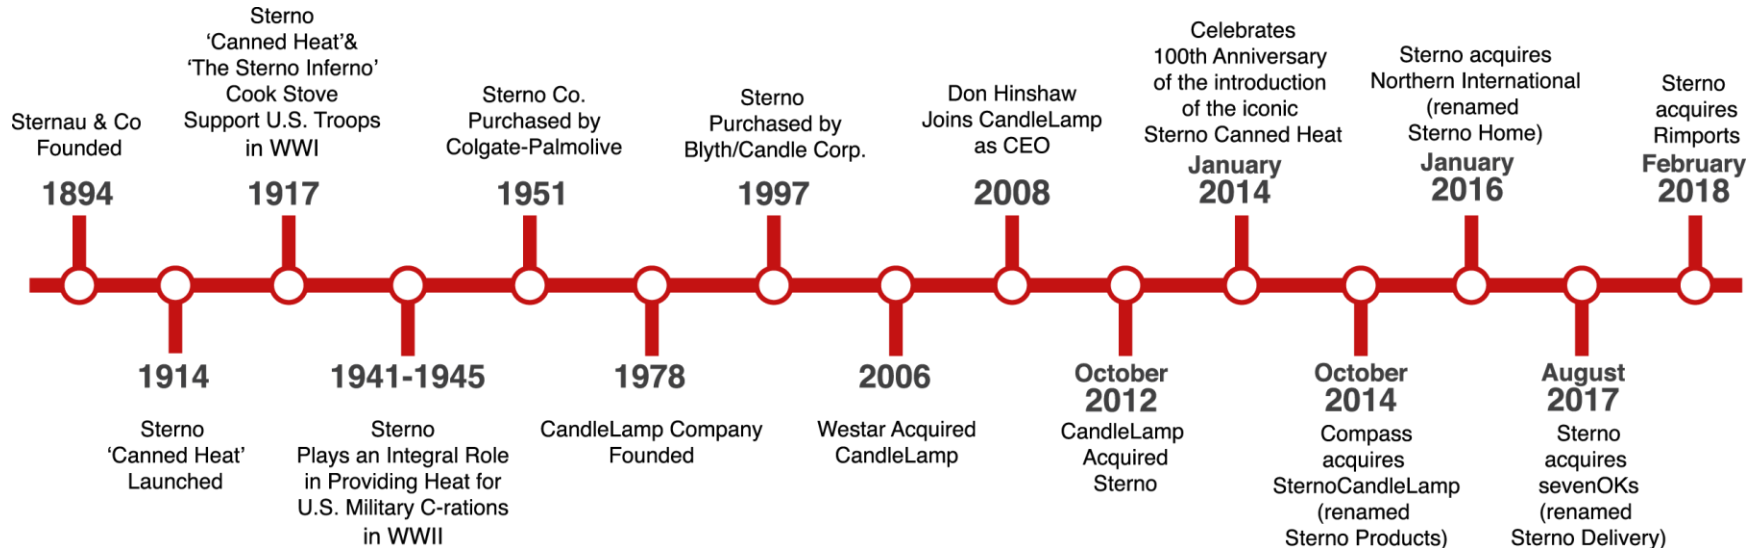 Sternau & Co
Founded
1894
1914
Sterno
‘Canned Heat’
Launched
Sterno
‘Canned Heat’&
‘The Sterno Inferno’
Cook Stove
Support U.S. Troops
in WWI
1917
1941-1945
Sterno
Plays an Integral Role
in Providing Heat for
U.S. Military C-rations
in WWII
Sterno Co.
Purchased by
Colgate-Palmolive
1951
1978
CandleLamp Company
Founded
Sterno
Purchased by
Blyth/Candle Corp.
1997
2006
Westar Acquired
CandleLamp
Don Hinshaw
Joins CandleLamp
as CEO
2008
October
2012
CandleLamp
Acquired
Sterno
Celebrates
100th Anniversary
of the introduction
of the iconic
Sterno Canned Heat
January
2014
October
2014
Compass
acquires
SternoCandleLamp
(renamed
Sterno Products)
Sterno acquires
Northern International
(renamed
Sterno Home)
January
2016
August
2017
Sterno
acquires
sevenOKs
(renamed
Sterno Delivery)
Sterno
acquires
Rimports
February
2018